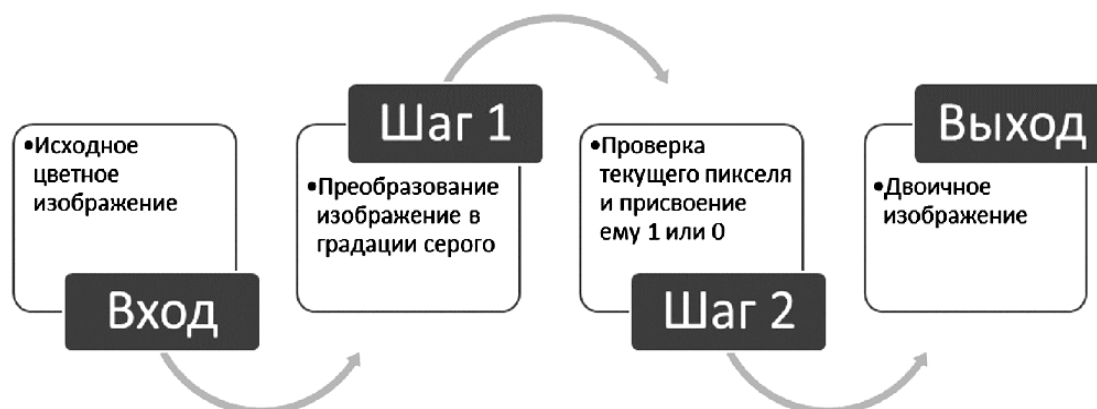 •Исходное
цветное
изображение
Вход
Шаг 1
•Преобразование
изображение в
градации серого
•Проверка
текущего пикселя
и присвоение
ему 1 или 0
Шаг 2
Выход
•Двоичное
изображение